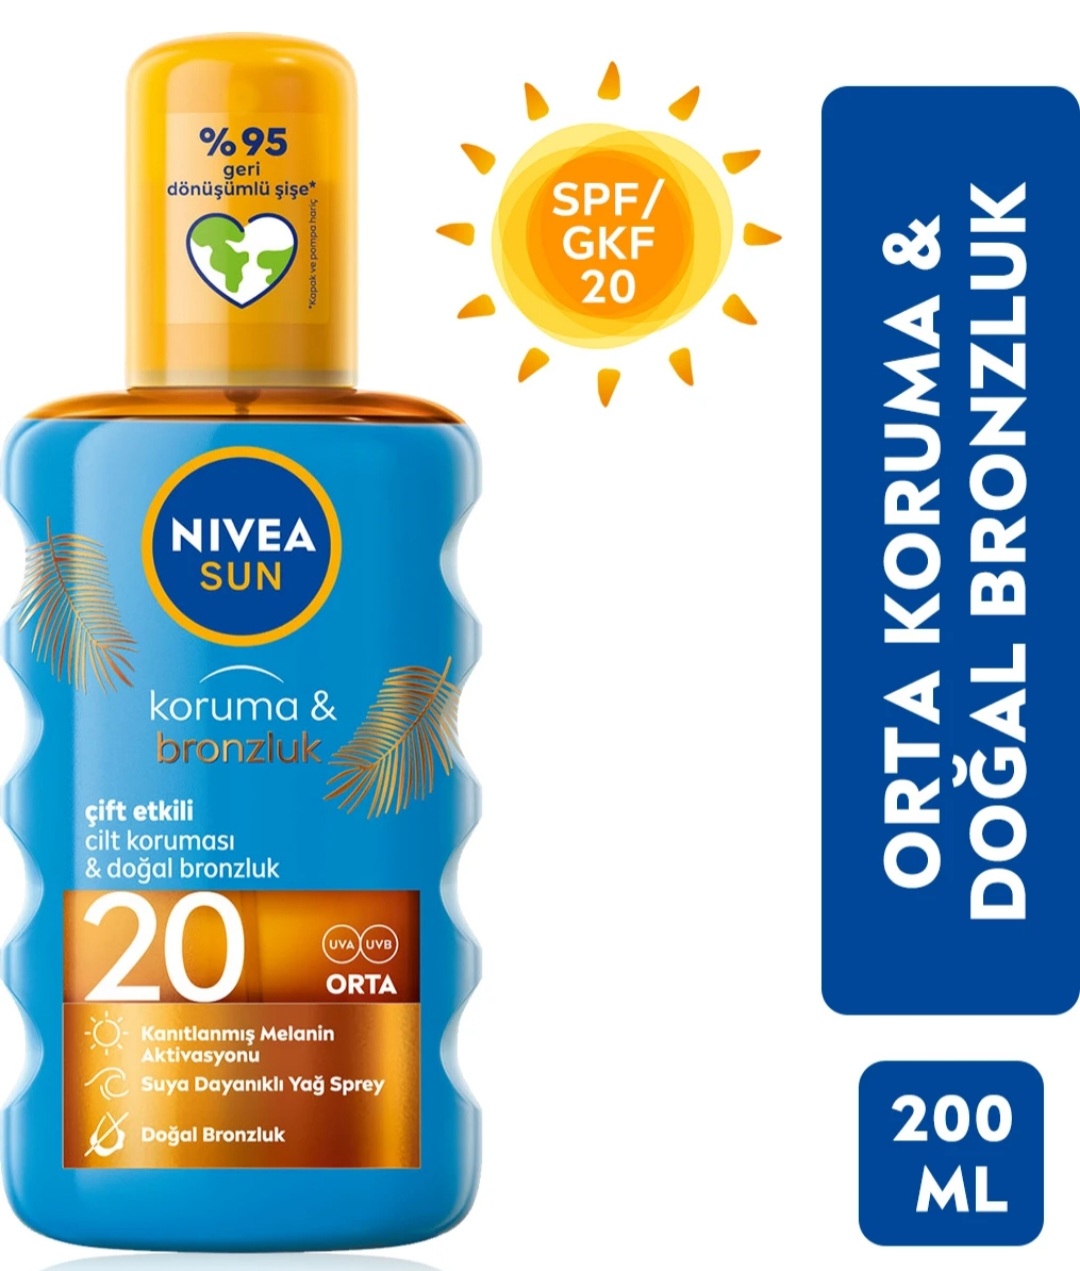 %95
geri
dönüşümlü şişe*
*Kapak ve pompa hariç
SPF/
GKF
20
NIVEA
SUN
koruma &
bronzluk
çift etkili
cilt koruması
& doğal bronzluk
20
UVA UVB
ORTA
Kanıtlanmış Melanin
Aktivasyonu
Suya Dayanıklı Yağ Sprey
Doğal Bronzluk
ORTA KORUMA &
DOĞAL BRONZLUK
200
ML